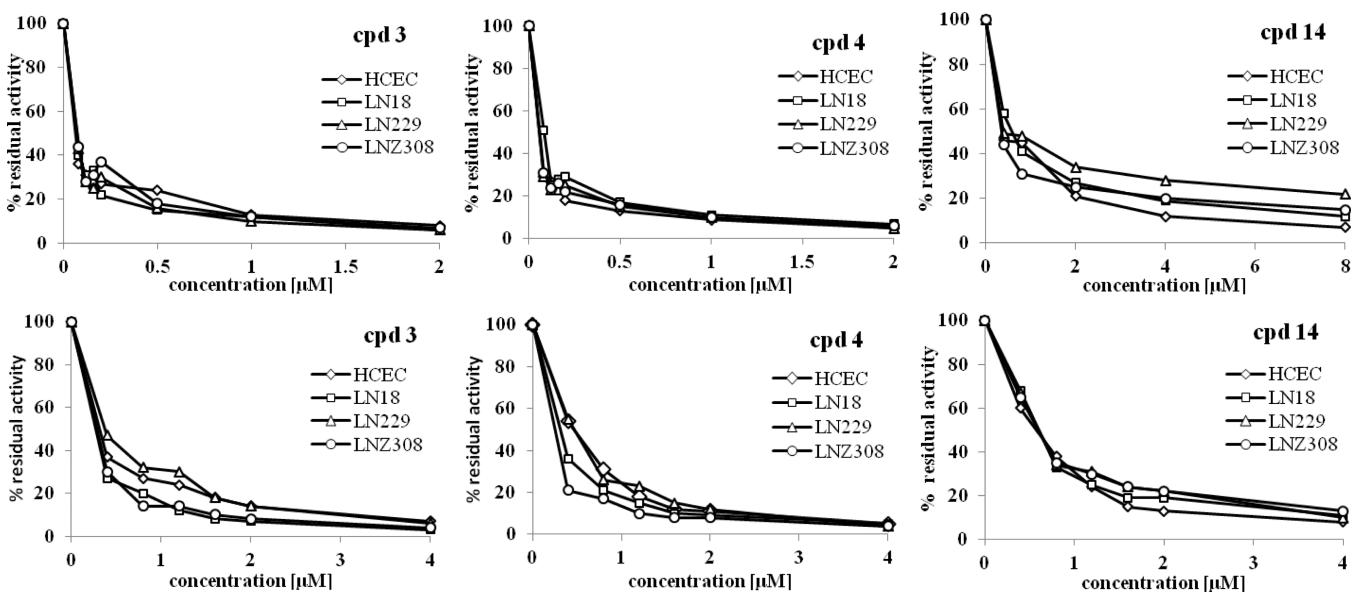 cpd 3
HCEC
LN18
LN229
LNZ308
% residual activity
100
80
60
40
20
0
0
0.5
1
1.5
2
concentration [µM]
cpd 4
HCEC
LN18
LN229
LNZ308
% residual activity
100
80
60
40
20
0
0
0.5
1
1.5
2
concentration [µM]
cpd 14
HCEC
LN18
LN229
LNZ308
% residual activity
100
80
60
40
20
0
0
2
4
6
8
concentration [µM]
cpd 3
HCEC
LN18
LN229
LNZ308
% residual activity
100
80
60
40
20
0
0
1
2
3
4
concentration [µM]
cpd 4
HCEC
LN18
LN229
LNZ308
% residual activity
100
80
60
40
20
0
0
1
2
3
4
concentration [µM]
cpd 14
HCEC
LN18
LN229
LNZ308
% residual activity
100
80
60
40
20
0
0
1
2
3
4
concentration [µM]